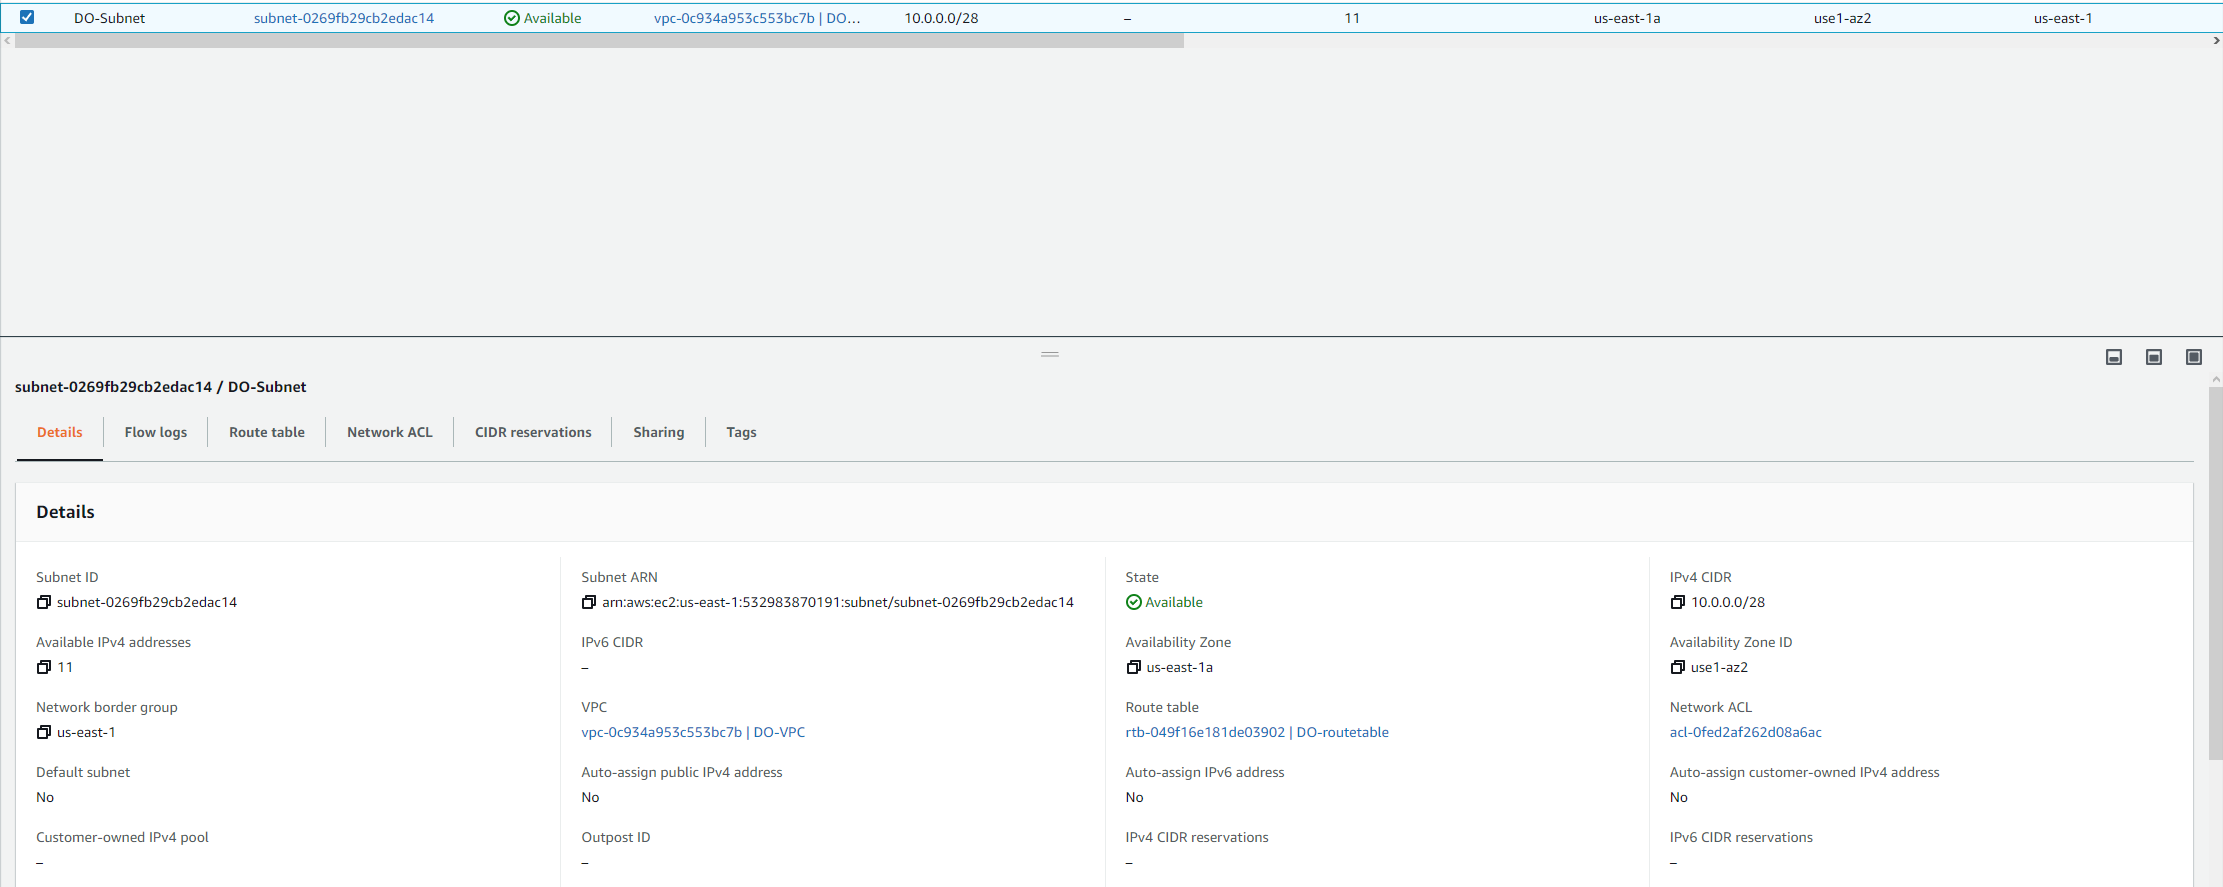 DO-Subnet subnet-0269fb29cb2edac14 Available vpc-0c934a953c553bc7b | DO... 10.0.0.0/28 – 11 us-east-1a use1-az2 us-east-1
subnet-0269fb29cb2edac14 / DO-Subnet
Details Flow logs Route table Network ACL CIDR reservations Sharing Tags
Details
Subnet ID Subnet ARN State IPv4 CIDR
subnet-0269fb29cb2edac14 arn:aws:ec2:us-east-1:532983870191:subnet/subnet-0269fb29cb2edac14 Available 10.0.0.0/28
Available IPv4 addresses IPv6 CIDR Availability Zone Availability Zone ID
11 – us-east-1a use1-az2
Network border group VPC Route table Network ACL
us-east-1 vpc-0c934a953c553bc7b | DO-VPC rtb-049f16e181de03902 | DO-routetable acl-0fed2af262d08a6ac
Default subnet Auto-assign public IPv4 address Auto-assign IPv6 address Auto-assign customer-owned IPv4 address
No No No No
Customer-owned IPv4 pool Outpost ID IPv4 CIDR reservations IPv6 CIDR reservations
– – – –